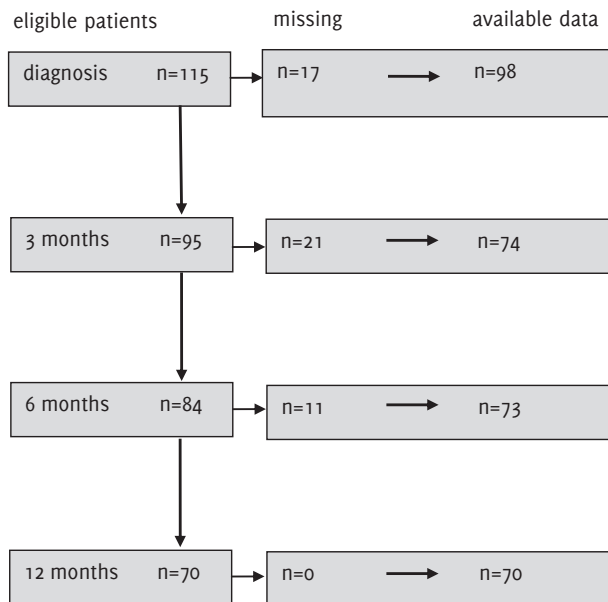 eligible patients missing available data
diagnosis n=115 n=17 n=98
3 months n=95 n=21 n=74
6 months n=84 n=11 n=73
12 months n=70 n=0 n=70